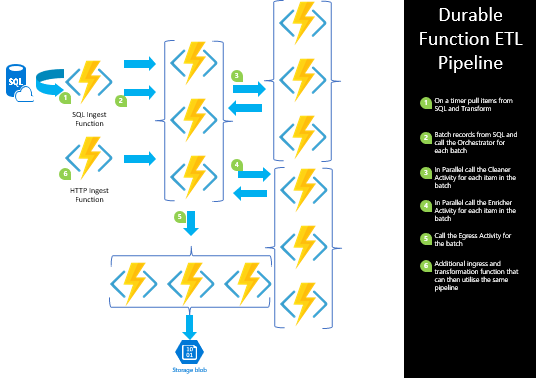 Durable
Function ETL
Pipeline
SQL
SQL Ingest
Function
HTTP Ingest
Function
1
2
3
4
5
6
10
01
Storage blob
1 On a timer pull items from
SQL and Transform
2 Batch records from SQL and
call the Orchestrator for
each batch
3 In Parallel call the Cleaner
Activity for each item in the
batch
4 In Parallel call the Enricher
Activity for each item in the
batch
5 Call the Egress Activity for
the batch
6 Additional ingress and
transformation function that
can then utilise the same
pipeline